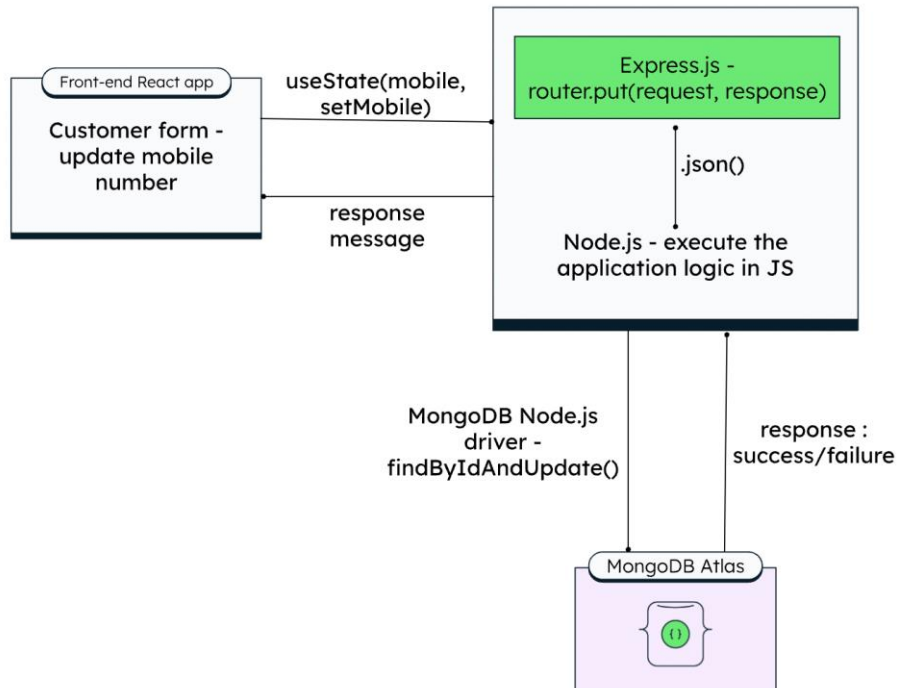 Front-end React app
Customer form -
update mobile
number
useState(mobile,
setMobile)
response
message
Express.js -
router.put(request, response)
.json()
Node.js - execute the
application logic in JS
MongoDB Node.js
driver -
findByIdAndUpdate()
response :
success/failure
MongoDB Atlas
{ }